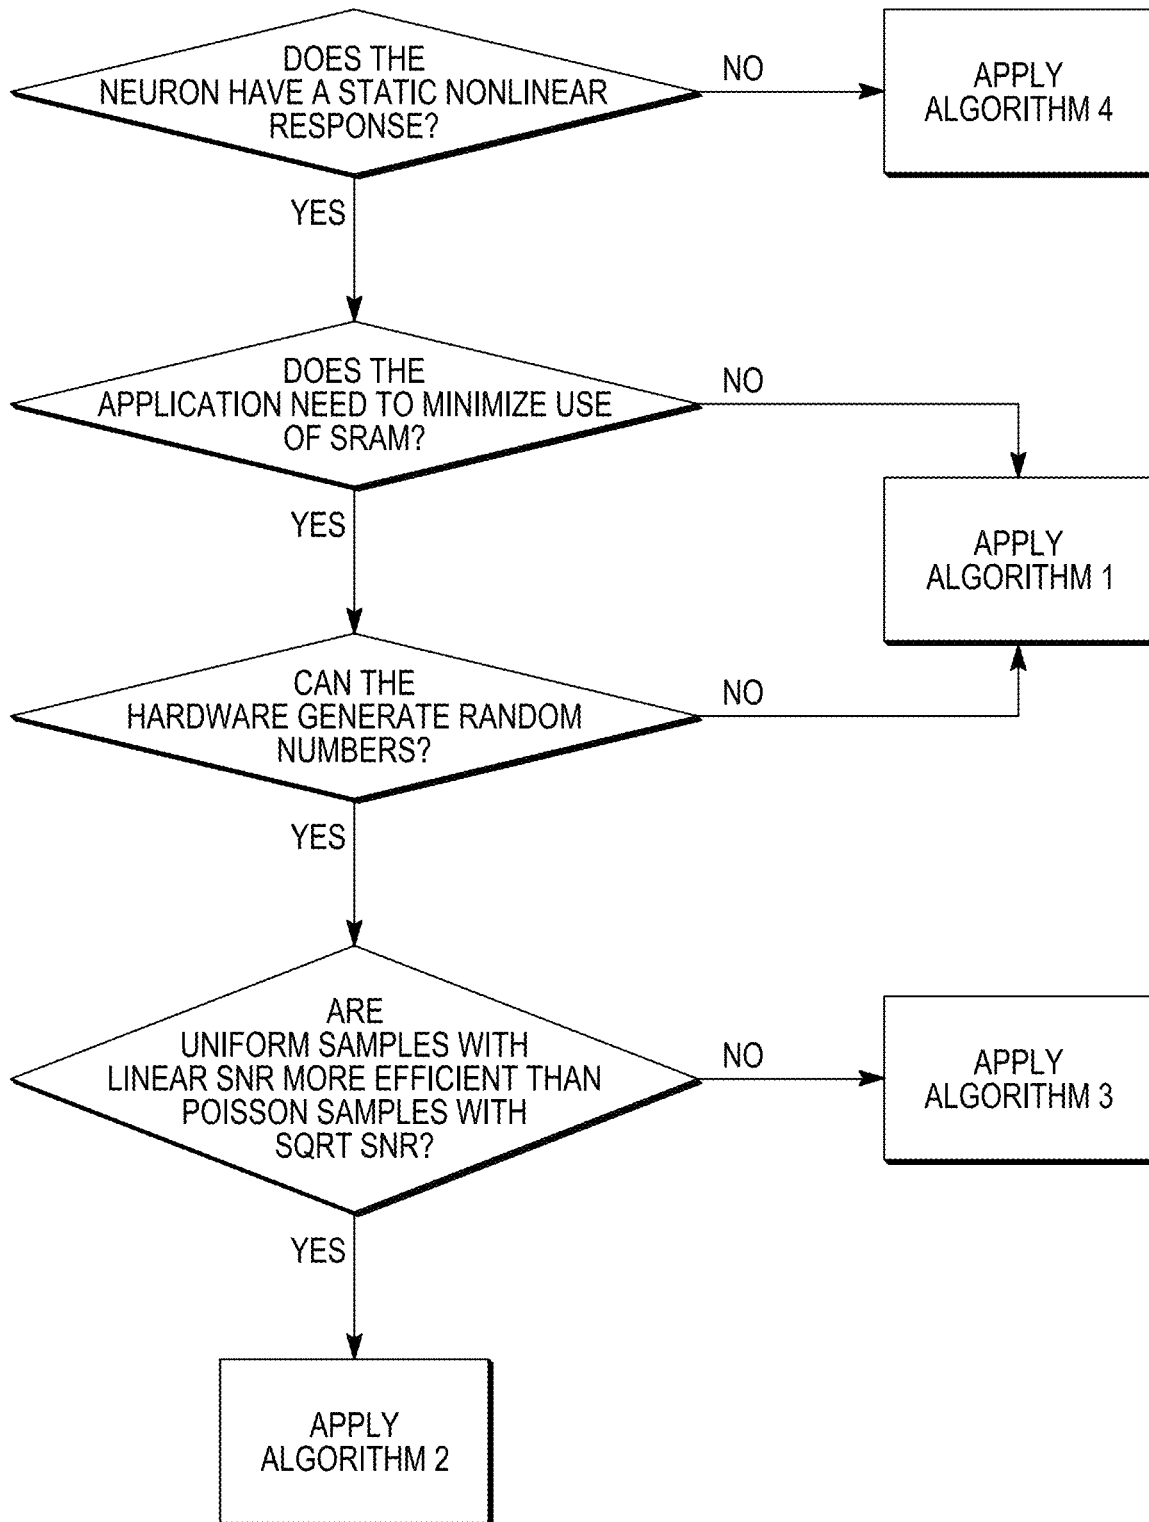 DOES THE
NEURON HAVE A STATIC NONLINEAR
RESPONSE?
NO
APPLY
ALGORITHM 4
YES
DOES THE
APPLICATION NEED TO MINIMIZE USE
OF SRAM?
NO
YES
APPLY
ALGORITHM 1
CAN THE
HARDWARE GENERATE RANDOM
NUMBERS?
NO
YES
ARE
UNIFORM SAMPLES WITH
LINEAR SNR MORE EFFICIENT THAN
POISSON SAMPLES WITH
SQRT SNR?
NO
APPLY
ALGORITHM 3
YES
APPLY
ALGORITHM 2